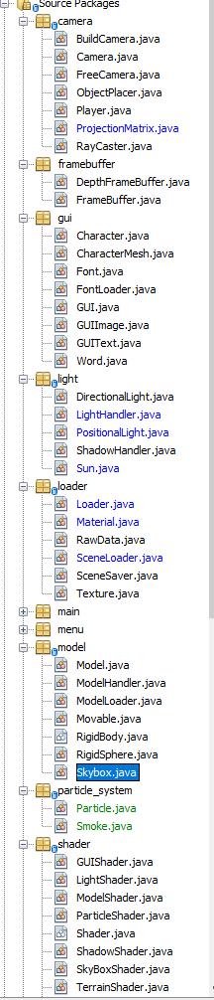 Source Packages
camera
BuildCamera.java
Camera.java
FreeCamera.java
ObjectPlacer.java
Player.java
ProjectionMatrix.java
RayCaster.java
framebuffer
DepthFrameBuffer.java
FrameBuffer.java
gui
Character.java
CharacterMesh.java
Font.java
FontLoader.java
GUI.java
GUIImage.java
GUIText.java
Word.java
light
DirectionalLight.java
LightHandler.java
PositionalLight.java
ShadowHandler.java
Sun.java
loader
Loader.java
Material.java
RawData.java
SceneLoader.java
SceneSaver.java
Texture.java
main
menu
model
Model.java
ModelHandler.java
ModelLoader.java
Movable.java
RigidBody.java
RigidSphere.java
Skybox.java
particle_system
Particle.java
Smoke.java
shader
GUIShader.java
LightShader.java
ModelShader.java
ParticleShader.java
Shader.java
ShadowShader.java
SkyBoxShader.java
TerrainShader.java